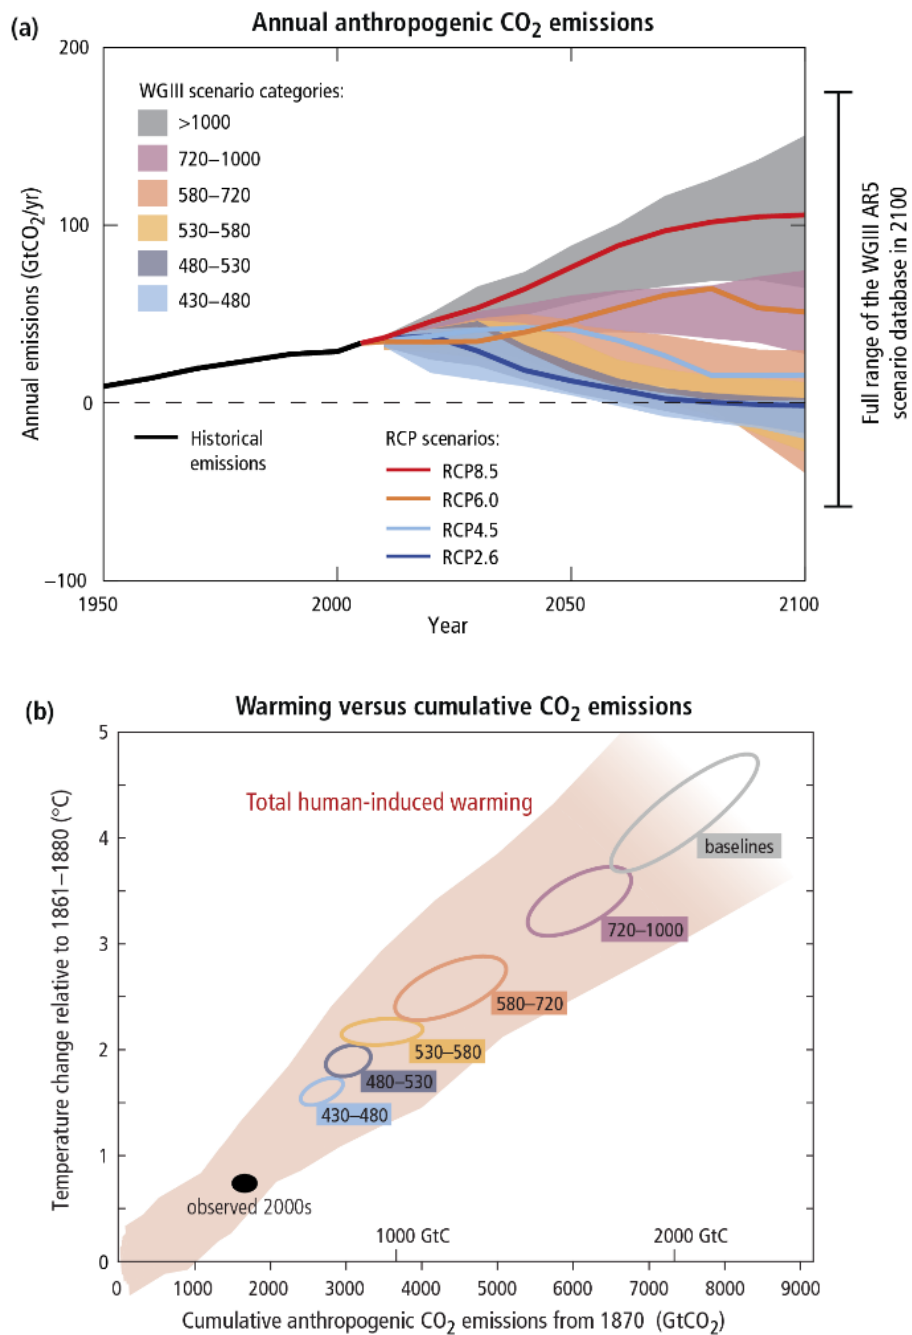 (a)
Annual anthropogenic CO₂ emissions
200
100
0
−100
Annual emissions (GtCO₂/yr)
WGIII scenario categories:
>1000
720–1000
580–720
530–580
480–530
430–480
Historical
emissions
RCP scenarios:
RCP8.5
RCP6.0
RCP4.5
RCP2.6
1950
2000
2050
2100
Year
Full range of the WGIII AR5
scenario database in 2100
(b)
Warming versus cumulative CO₂ emissions
5
4
3
2
1
0
Temperature change relative to 1861–1880 (°C)
Total human-induced warming
baselines
720–1000
580–720
530–580
480–530
430–480
observed 2000s
1000 GtC
2000 GtC
0
1000
2000
3000
4000
5000
6000
7000
8000
9000
Cumulative anthropogenic CO₂ emissions from 1870 (GtCO₂)